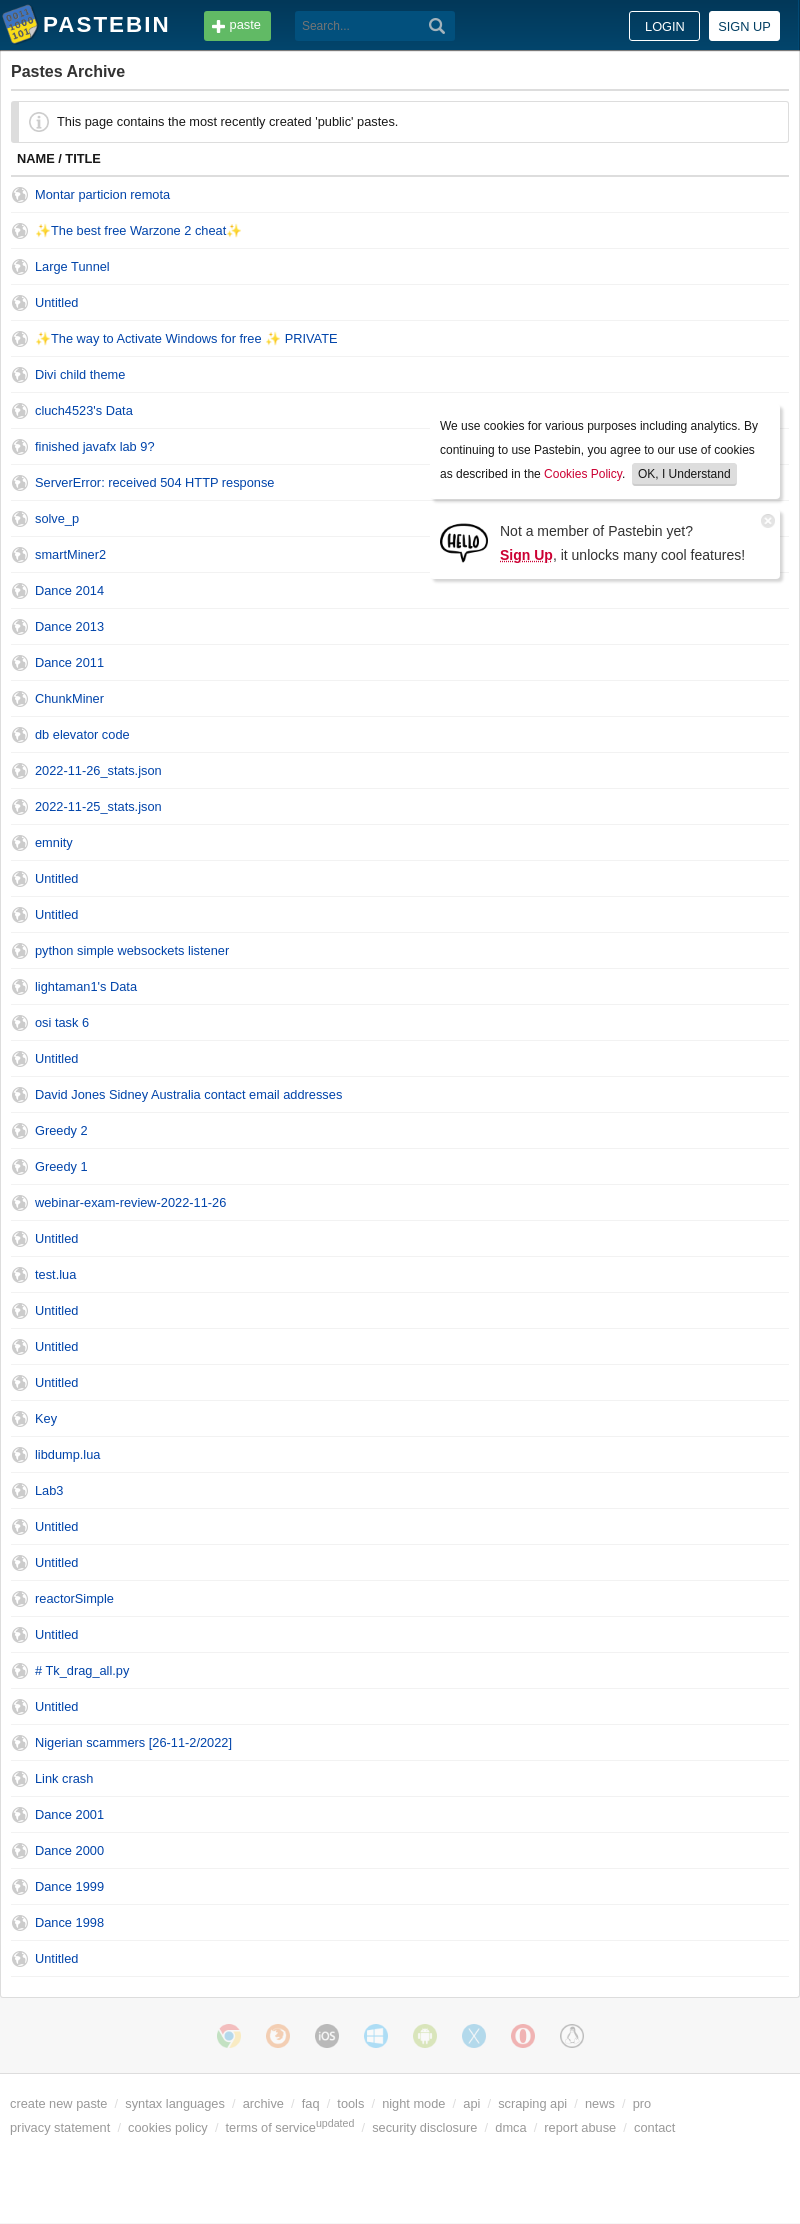 PASTEBIN
paste
Search...
LOGIN
SIGN UP
Pastes Archive
This page contains the most recently created 'public' pastes.
NAME / TITLE
Montar particion remota
✨The best free Warzone 2 cheat✨
Large Tunnel
Untitled
✨The way to Activate Windows for free ✨ PRIVATE
Divi child theme
cluch4523's Data
finished javafx lab 9?
ServerError: received 504 HTTP response
solve_p
smartMiner2
We use cookies for various purposes including analytics. By
continuing to use Pastebin, you agree to our use of cookies
as described in the Cookies Policy. OK, I Understand
HELLO
Not a member of Pastebin yet?
Sign Up, it unlocks many cool features!
Dance 2014
Dance 2013
Dance 2011
ChunkMiner
db elevator code
2022-11-26_stats.json
2022-11-25_stats.json
emnity
Untitled
Untitled
python simple websockets listener
lightaman1's Data
osi task 6
Untitled
David Jones Sidney Australia contact email addresses
Greedy 2
Greedy 1
webinar-exam-review-2022-11-26
Untitled
test.lua
Untitled
Untitled
Untitled
Key
libdump.lua
Lab3
Untitled
Untitled
reactorSimple
Untitled
# Tk_drag_all.py
Untitled
Nigerian scammers [26-11-2/2022]
Link crash
Dance 2001
Dance 2000
Dance 1999
Dance 1998
Untitled
iOS
create new paste / syntax languages / archive / faq / tools / night mode / api / scraping api / news / pro
privacy statement / cookies policy / terms of service updated / security disclosure / dmca / report abuse / contact